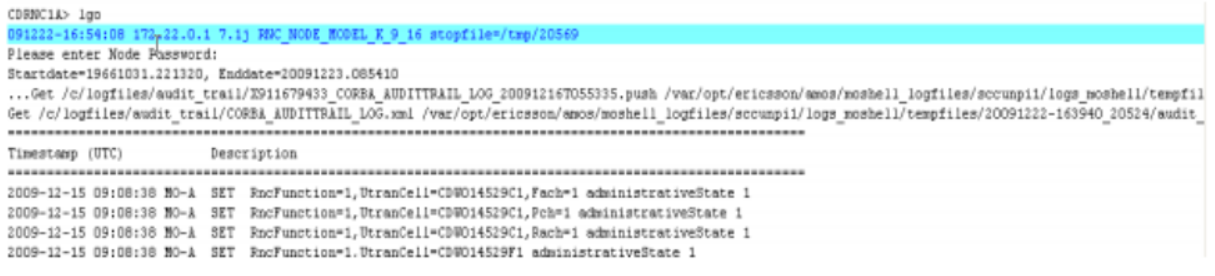 CDRNC1A> lgo
091222-16:54:08 172.22.0.1 7.1j RNC_NODE_MODEL_K_9_16 stopfile=/tmp/20569
Please enter Node Password:
Startdate=19661031.221320, Enddate=20091223.085410
...Get /c/logfiles/audit_trail/X911679433_CORBA_AUDITTRAIL_LOG_20091216T055335.push /var/opt/ericsson/amos/moshell_logfiles/sccunpi1/logs_moshell/tempfil
Get /c/logfiles/audit_trail/CORBA_AUDITTRAIL_LOG.xml /var/opt/ericsson/amos/moshell_logfiles/sccunpi1/logs_moshell/tempfiles/20091222-163940_20524/audit_
Timestamp (UTC) Description
2009-12-15 09:08:38 MO-A SET RncFunction=1,UtranCell=CDW014529C1,Fach=1 administrativeState 1
2009-12-15 09:08:38 MO-A SET RncFunction=1,UtranCell=CDW014529C1,Pch=1 administrativeState 1
2009-12-15 09:08:38 MO-A SET RncFunction=1,UtranCell=CDW014529C1,Rach=1 administrativeState 1
2009-12-15 09:08:38 MO-A SET RncFunction=1,UtranCell=CDW014529F1 administrativeState 1